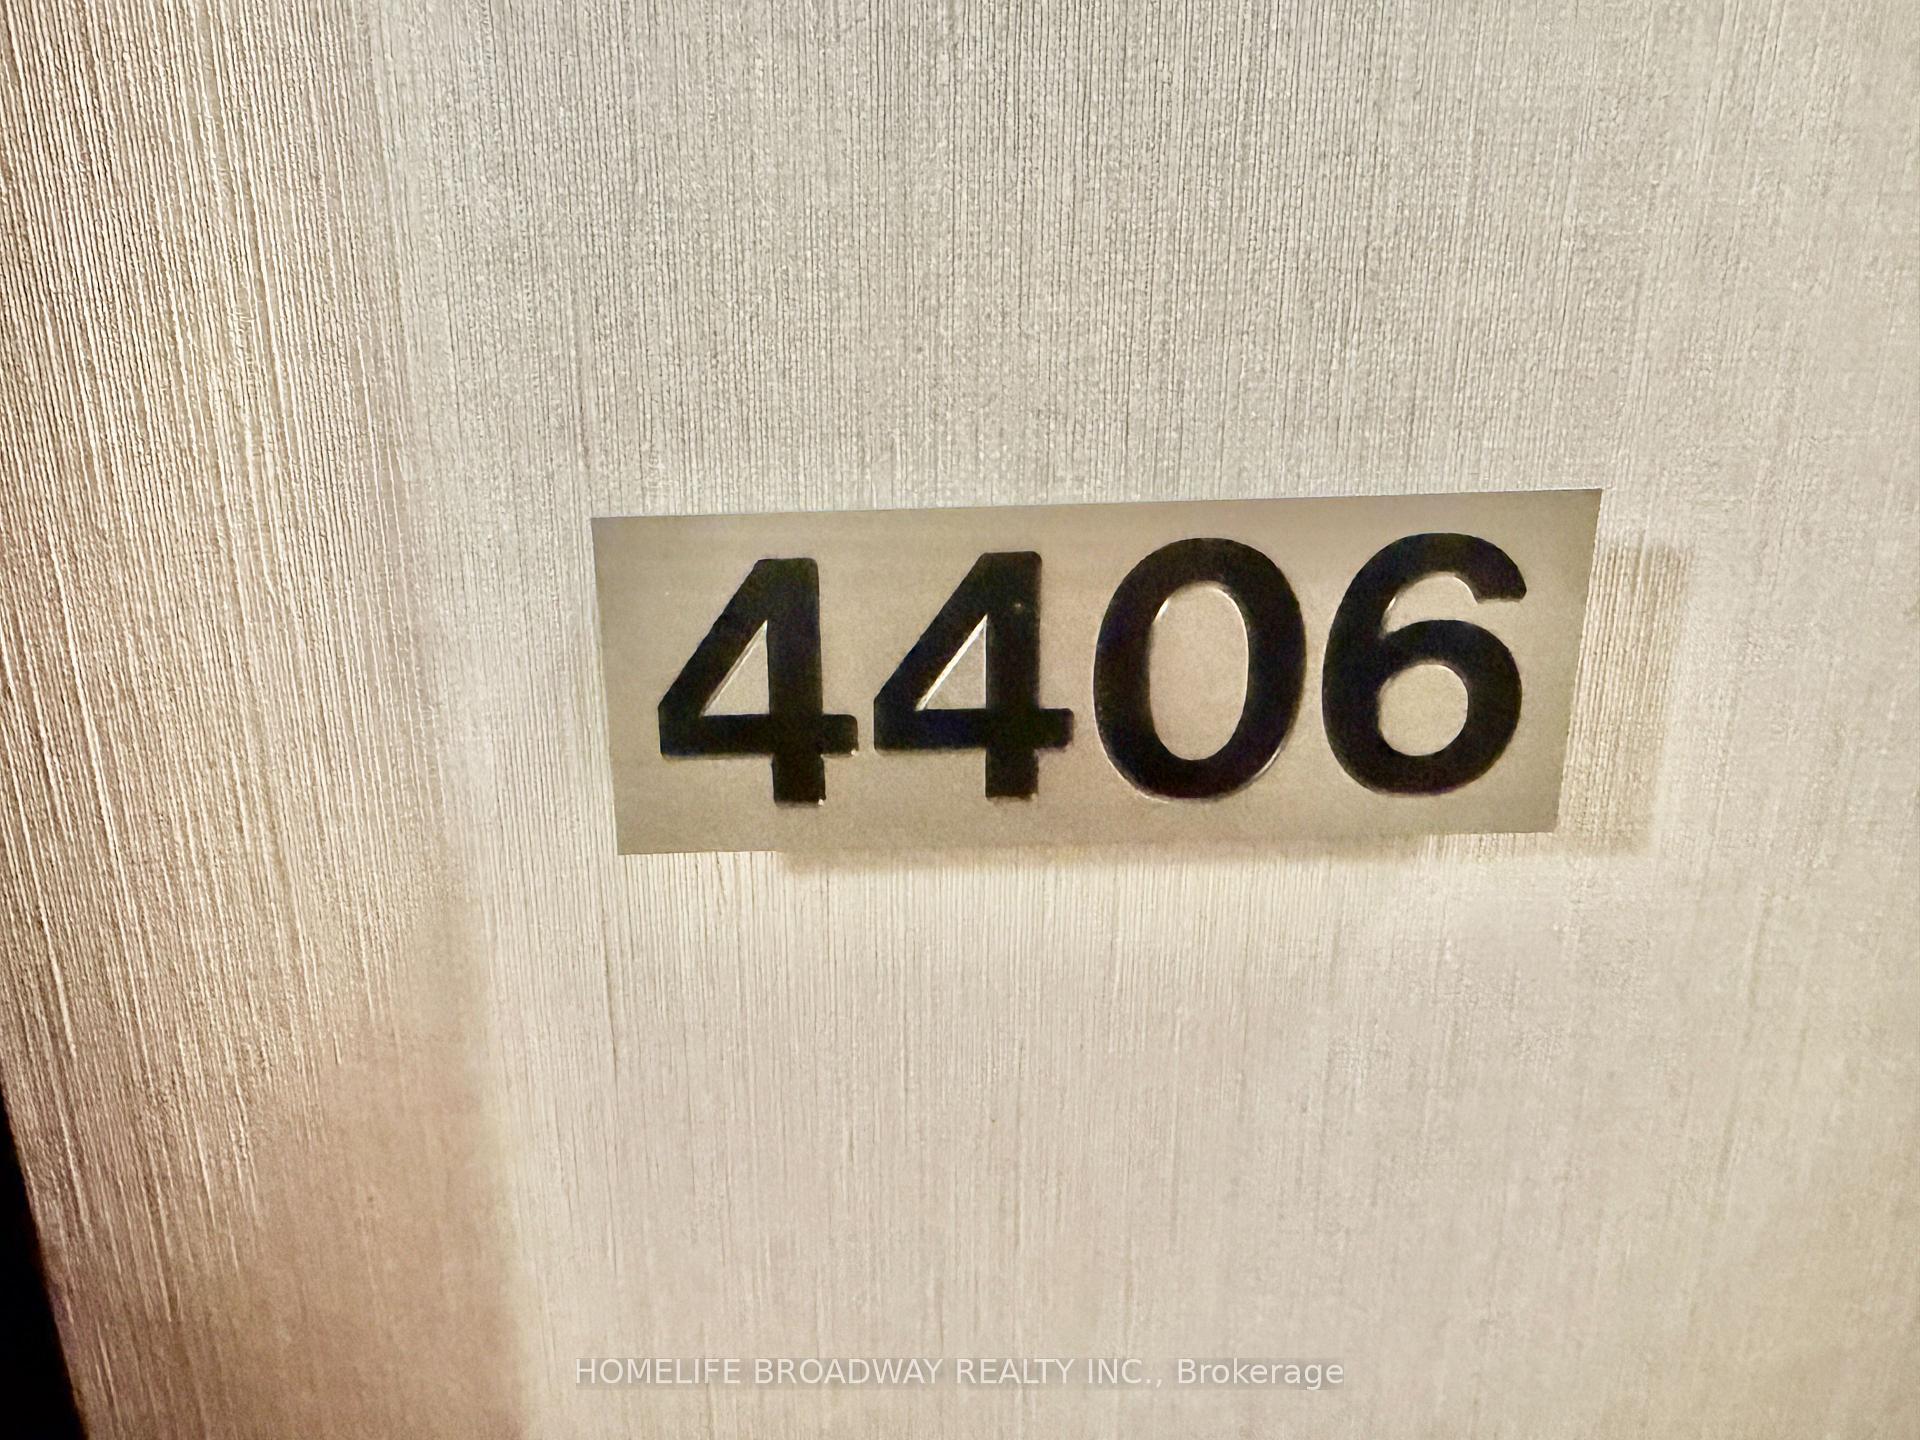 4406
HOMELIFE BROADWAY REALTY INC., Brokerage